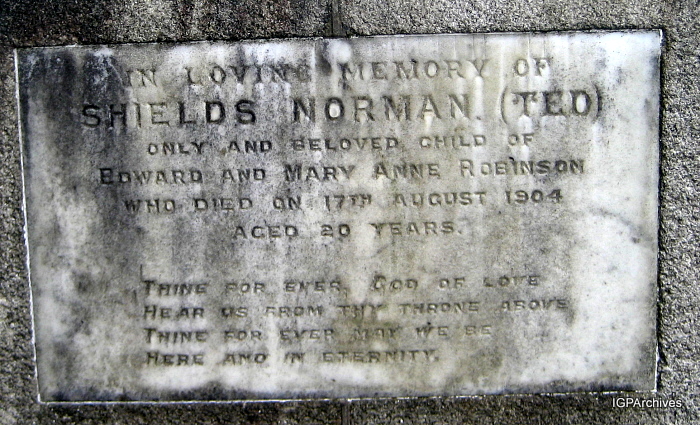 IN LOVING MEMORY OF
SHIELDS NORMAN. (TED)
ONLY AND BELOVED CHILD OF
EDWARD AND MARY ANNE ROBINSON
WHO DIED ON 17TH AUGUST 1904
AGED 20 YEARS.
THINE FOR EVER, GOD OF LOVE
HEAR US FROM THY THRONE ABOVE
THINE FOR EVER MAY WE BE
HERE AND IN ETERNITY.
IGPArchives